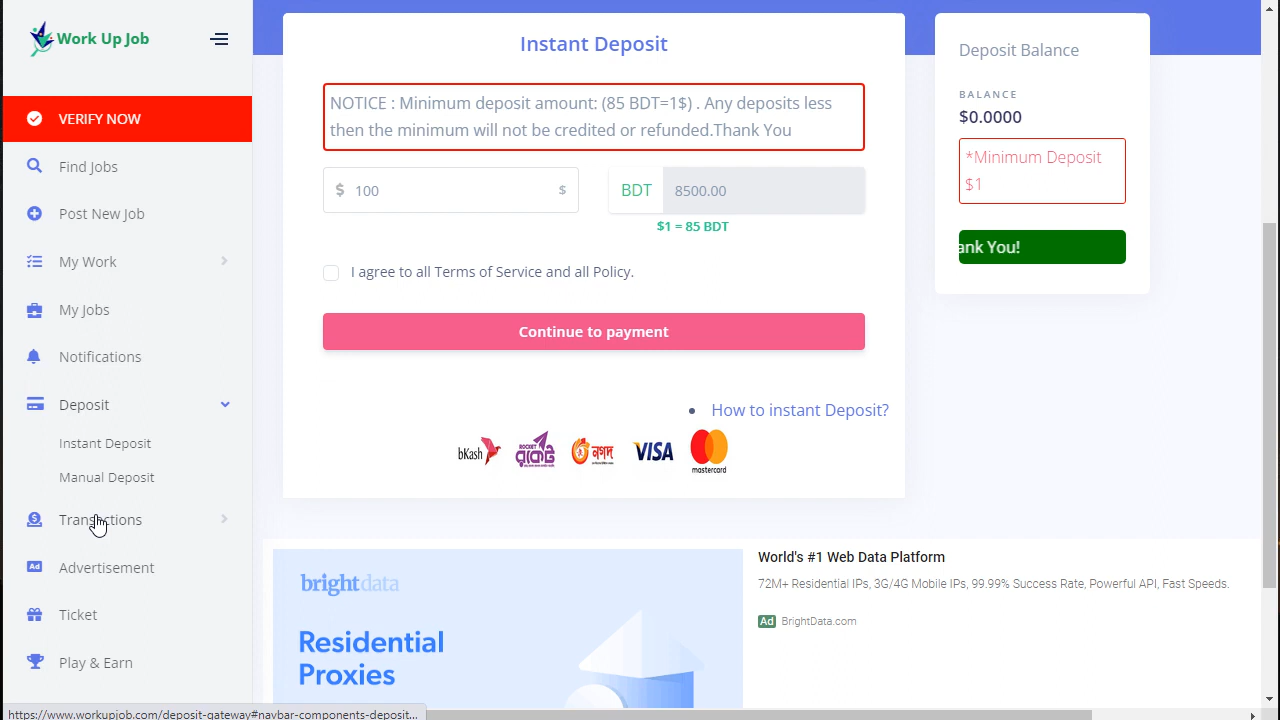 Work Up Job
VERIFY NOW
Find Jobs
Post New Job
My Work
My Jobs
Notifications
Deposit
Instant Deposit
Manual Deposit
Transactions
Advertisement
Ticket
Play & Earn
https://www.workupjob.com/deposit-gateway#navbar-components-deposit...
Instant Deposit
NOTICE : Minimum deposit amount: (85 BDT=1$) . Any deposits less
then the minimum will not be credited or refunded.Thank You
$ 100 $
BDT 8500.00
$1 = 85 BDT
I agree to all Terms of Service and all Policy.
Continue to payment
How to instant Deposit?
bKash ROCKET রকেট নগদ VISA mastercard
Deposit Balance
BALANCE
$0.0000
*Minimum Deposit
$1
ank You!
brightdata
Residential
Proxies
World's #1 Web Data Platform
72M+ Residential IPs, 3G/4G Mobile IPs, 99.99% Success Rate, Powerful API, Fast Speeds.
Ad BrightData.com